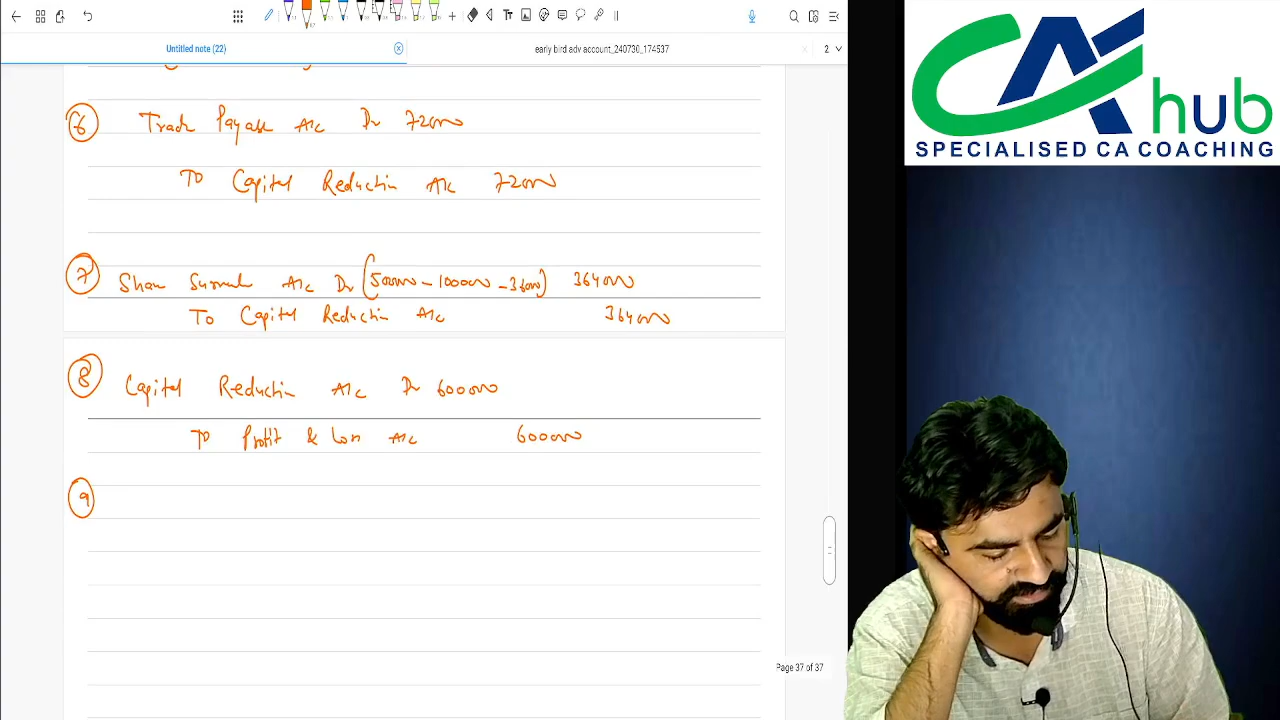 Untitled note (22)
early bird adv account_240730_174537
2
CA hub
SPECIALISED CA COACHING
6 Trade Payable A/c Dr 72000
To Capital Reduction A/c 72000
7 Share Surrender A/c Dr (500000 - 100000 - 36000) 364000
To Capital Reduction A/c 364000
8 Capital Reduction A/c Dr 600000
To Profit & Loss A/c 600000
9
Page 37 of 37